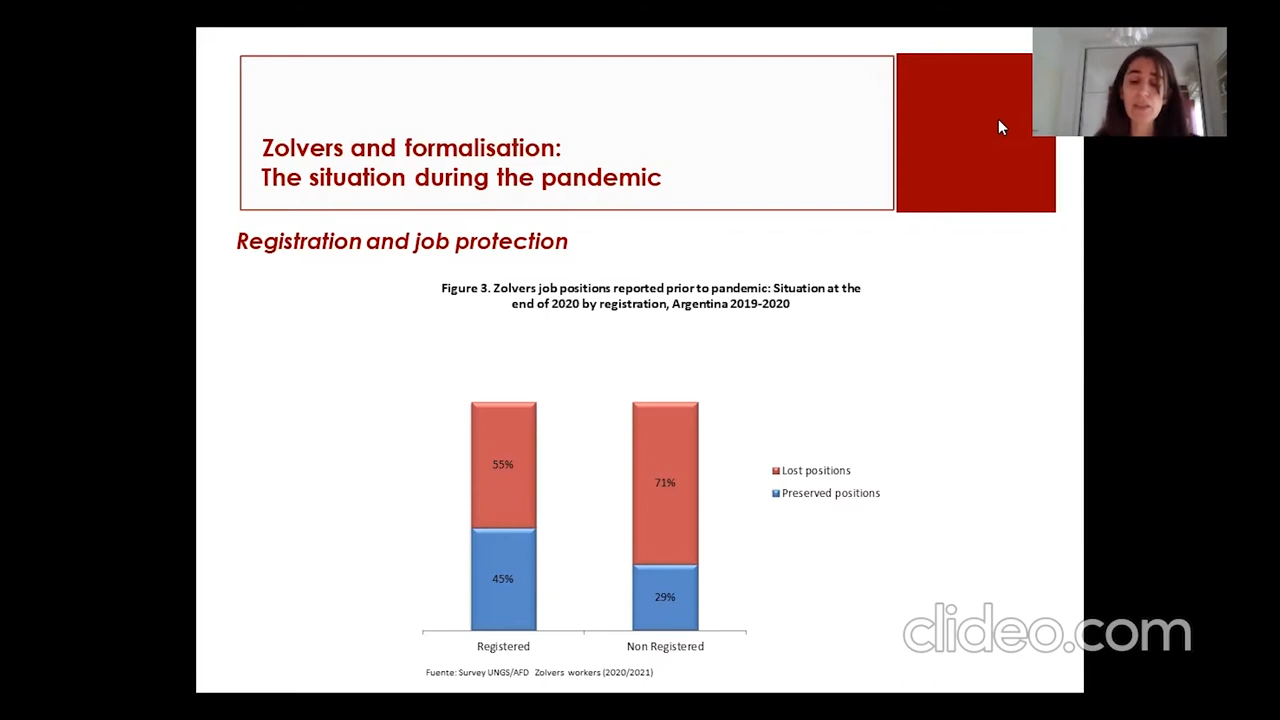 Zolvers and formalisation:
The situation during the pandemic
Registration and job protection
Figure 3. Zolvers job positions reported prior to pandemic: Situation at the
end of 2020 by registration, Argentina 2019-2020
55%
71%
Lost positions
Preserved positions
45%
29%
Registered
Non Registered
Fuente: Survey UNGS/AFD Zolvers workers (2020/2021)
clideo.com